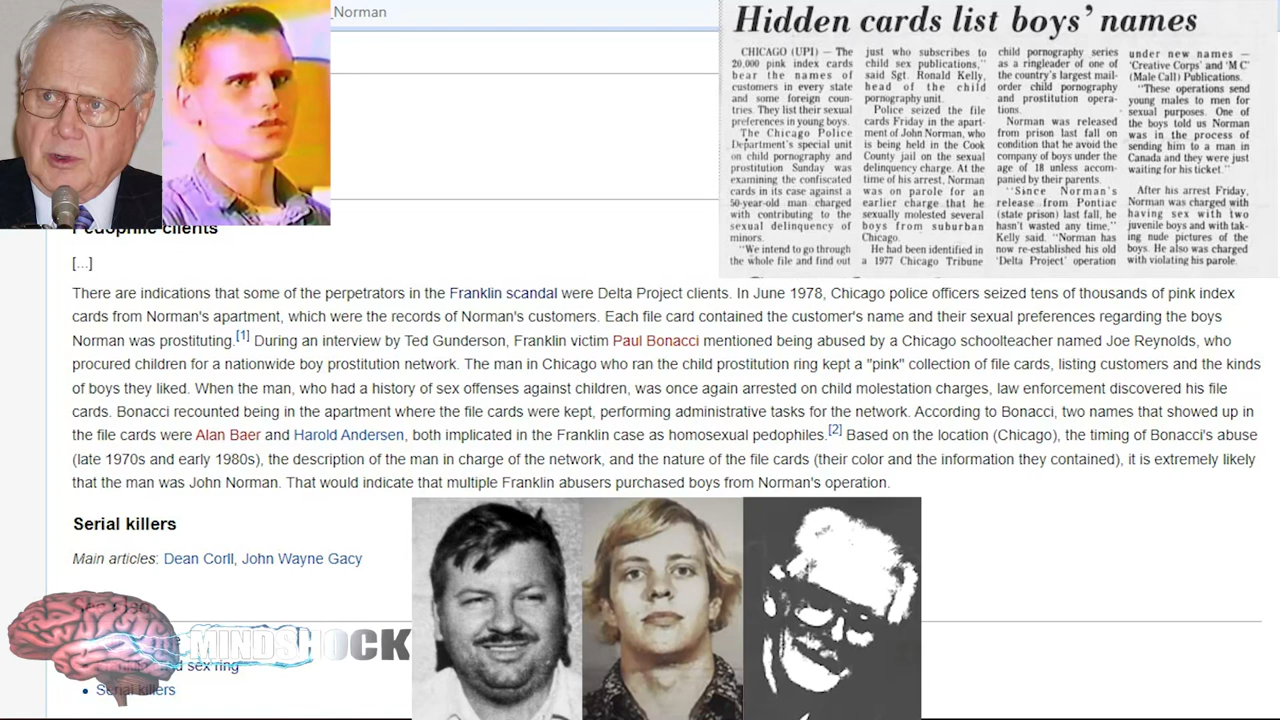 _Norman
Hidden cards list boys' names
CHICAGO (UPI) — The
20,000 pink index cards
bear the names of
customers in every state
and some foreign coun-
tries. They list their sexual
preferences in young boys.
The Chicago Police
Department's special unit
on child pornography and
prostitution Sunday was
examining the confiscated
cards in its case against a
50-year-old man charged
with contributing to the
sexual delinquency of
minors.
"We intend to go through
the whole file and find out
just who subscribes to
child sex publications,"
said Sgt. Ronald Kelly,
head of the child
pornography unit.
Police seized the file
cards Friday in the apart-
ment of John Norman, who
is being held in the Cook
County jail on the sexual
delinquency charge. At the
time of his arrest, Norman
was on parole for an
earlier charge that he
sexually molested several
boys from suburban
Chicago.
He had been identified in
a 1977 Chicago Tribune
child pornography series
as a ringleader of one of
the country's largest mail-
order child pornography
and prostitution opera-
tions.
Norman was released
from prison last fall on
condition that he avoid the
company of boys under the
age of 18 unless accom-
panied by their parents.
"Since Norman's
release from Pontiac
(state prison) last fall, he
hasn't wasted any time,"
Kelly said. "Norman has
now re-established his old
'Delta Project' operation
under new names —
'Creative Corps' and 'M C'
(Male Call) Publications.
"These operations send
young males to men for
sexual purposes. One of
the boys told us Norman
was in the process of
sending him to a man in
Canada and they were just
waiting for his ticket."
After his arrest Friday,
Norman was charged with
having sex with two
juvenile boys and with tak-
ing nude pictures of the
boys. He also was charged
with violating his parole.
Pedophile clients
[...]
There are indications that some of the perpetrators in the Franklin scandal were Delta Project clients. In June 1978, Chicago police officers seized tens of thousands of pink index
cards from Norman's apartment, which were the records of Norman's customers. Each file card contained the customer's name and their sexual preferences regarding the boys
Norman was prostituting.[1] During an interview by Ted Gunderson, Franklin victim Paul Bonacci mentioned being abused by a Chicago schoolteacher named Joe Reynolds, who
procured children for a nationwide boy prostitution network. The man in Chicago who ran the child prostitution ring kept a "pink" collection of file cards, listing customers and the kinds
of boys they liked. When the man, who had a history of sex offenses against children, was once again arrested on child molestation charges, law enforcement discovered his file
cards. Bonacci recounted being in the apartment where the file cards were kept, performing administrative tasks for the network. According to Bonacci, two names that showed up in
the file cards were Alan Baer and Harold Andersen, both implicated in the Franklin case as homosexual pedophiles.[2] Based on the location (Chicago), the timing of Bonacci's abuse
(late 1970s and early 1980s), the description of the man in charge of the network, and the nature of the file cards (their color and the information they contained), it is extremely likely
that the man was John Norman. That would indicate that multiple Franklin abusers purchased boys from Norman's operation.
Serial killers
Main articles: Dean Corll, John Wayne Gacy
MINDSHOCK
sex ring
• Serial killers